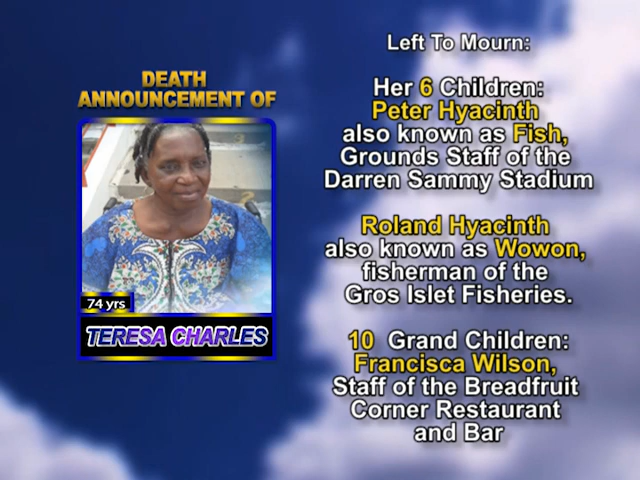 DEATH
ANNOUNCEMENT OF
74 yrs
TERESA CHARLES
Left To Mourn:
Her 6 Children:
Peter Hyacinth
also known as Fish,
Grounds Staff of the
Darren Sammy Stadium
Roland Hyacinth
also known as Wowon,
fisherman of the
Gros Islet Fisheries.
10 Grand Children:
Francisca Wilson,
Staff of the Breadfruit
Corner Restaurant
and Bar